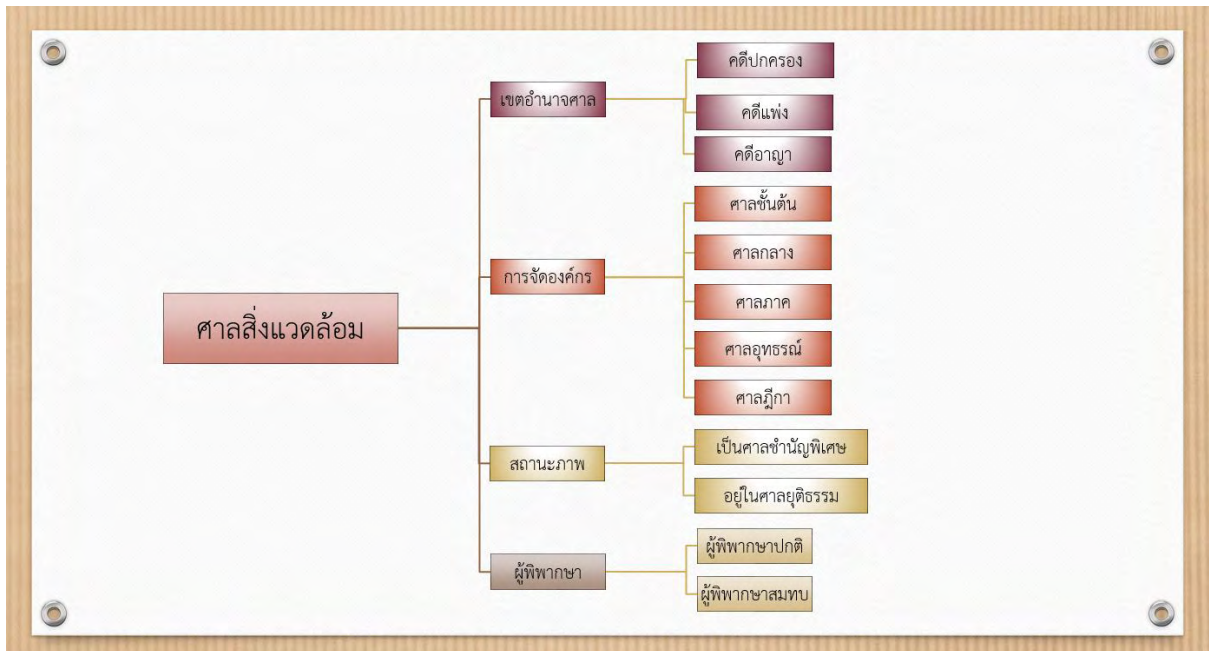 ศาลสิ่งแวดล้อม
เขตอำนาจศาล
คดีปกครอง
คดีแพ่ง
คดีอาญา
การจัดองค์กร
ศาลชั้นต้น
ศาลกลาง
ศาลภาค
ศาลอุทธรณ์
ศาลฎีกา
สถานะภาพ
เป็นศาลชำนัญพิเศษ
อยู่ในศาลยุติธรรม
ผู้พิพากษา
ผู้พิพากษาปกติ
ผู้พิพากษาสมทบ